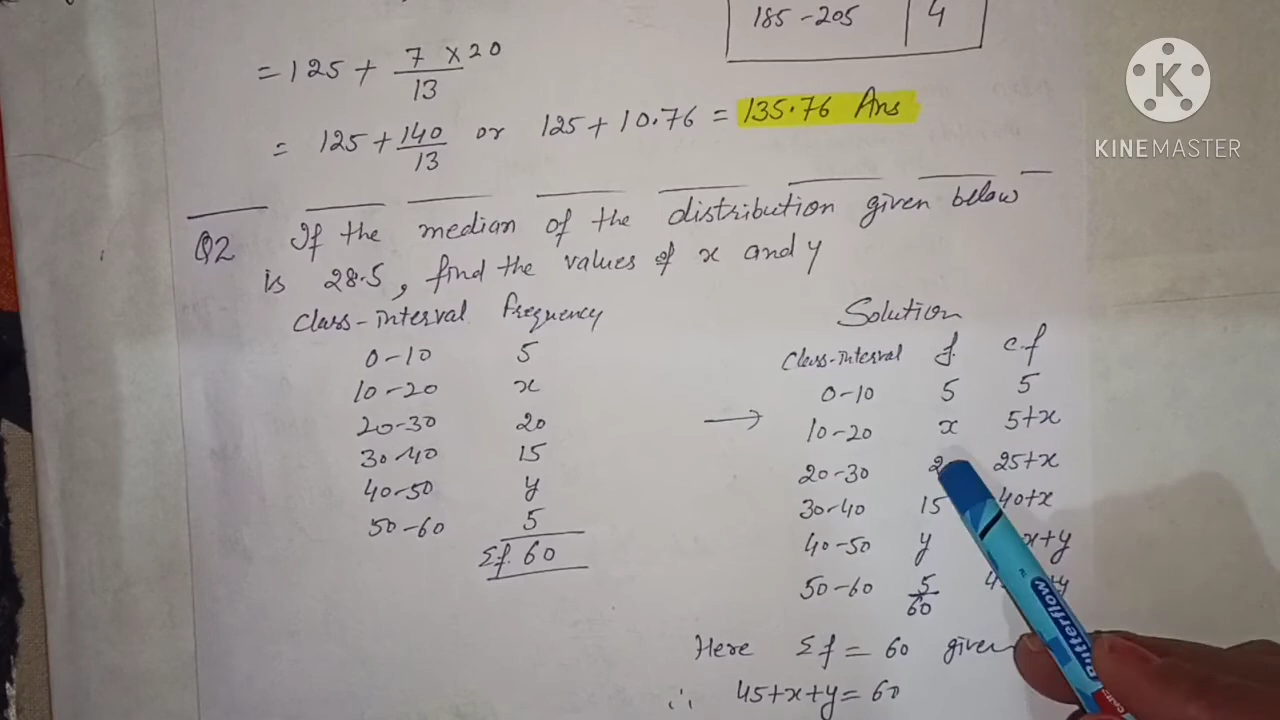 185-205 4
= 125 + 7 × 20 / 13
= 125 + 140/13 or 125 + 10.76 = 135.76 Ans
K
KINEMASTER
Q2 If the median of the distribution given below
is 28.5, find the values of x and y
Class-interval Frequency
0-10 5
10-20 x
20-30 20
30-40 15
40-50 y
50-60 5
Σf. 60
Solution
Class-interval f. c.f
0-10 5 5
10-20 x 5+x
20-30 25+x
30-40 15 40+x
40-50 y x+y
50-60 5
60
Here Σf = 60 given
∴ 45+x+y = 60
Butterflow